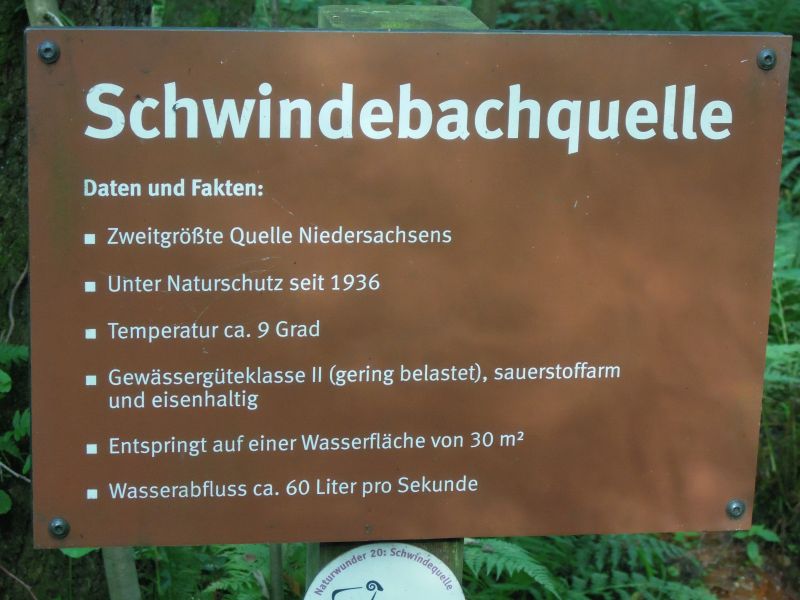 Schwindebachquelle
Daten und Fakten:
■ Zweitgrößte Quelle Niedersachsens
■ Unter Naturschutz seit 1936
■ Temperatur ca. 9 Grad
■ Gewässergüteklasse II (gering belastet), sauerstoffarm
und eisenhaltig
■ Entspringt auf einer Wasserfläche von 30 m²
■ Wasserabfluss ca. 60 Liter pro Sekunde
Naturwunder 20: Schwindequelle